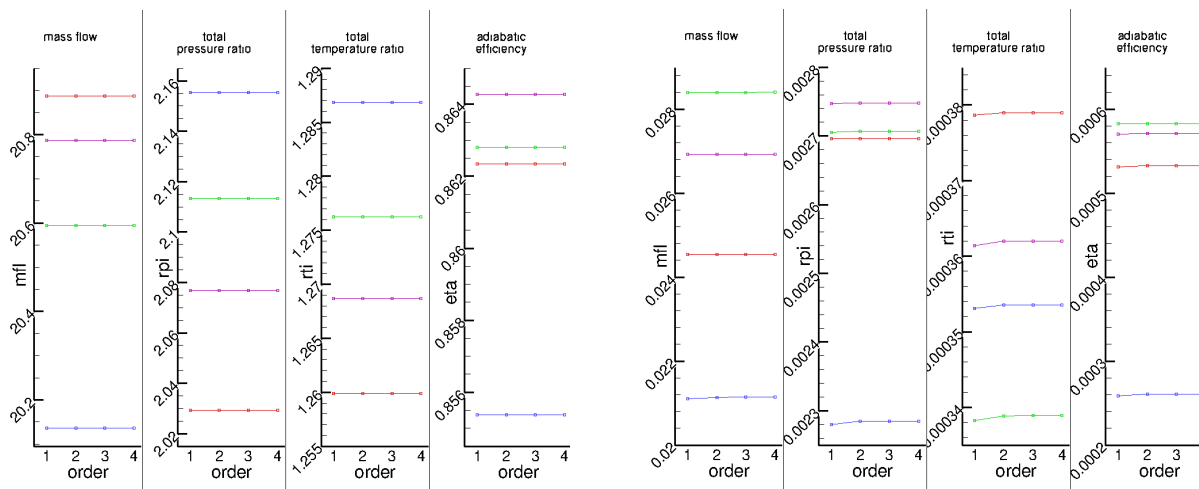 mass flow
total
pressure ratio
total
temperature ratio
adiabatic
efficiency
mfl
20.8
20.6
20.4
20.2
1 2 3 4
order
rpi
2.16
2.14
2.12
2.1
2.08
2.06
2.04
2.02
1 2 3 4
order
rti
1.29
1.285
1.28
1.275
1.27
1.265
1.26
1.255
1 2 3 4
order
eta
0.864
0.862
0.86
0.858
0.856
1 2 3 4
order
mass flow
total
pressure ratio
total
temperature ratio
adiabatic
efficiency
mfl
0.028
0.026
0.024
0.022
0.02
1 2 3 4
order
rpi
0.0028
0.0027
0.0026
0.0025
0.0024
0.0023
1 2 3 4
order
rti
0.00038
0.00037
0.00036
0.00035
0.00034
1 2 3 4
order
eta
0.0006
0.0005
0.0004
0.0003
0.0002
1 2 3
order